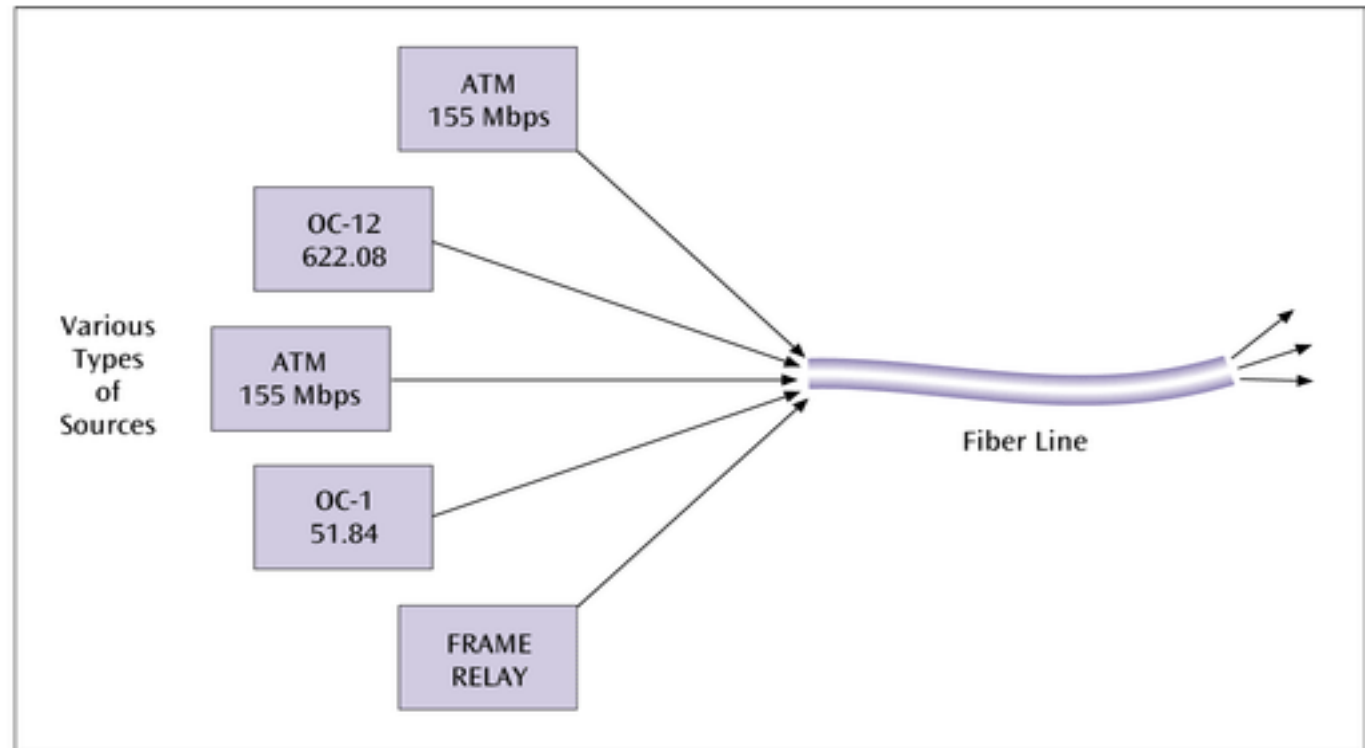 ATM
155 Mbps
OC-12
622.08
Various
Types
of
Sources
ATM
155 Mbps
Fiber Line
OC-1
51.84
FRAME
RELAY